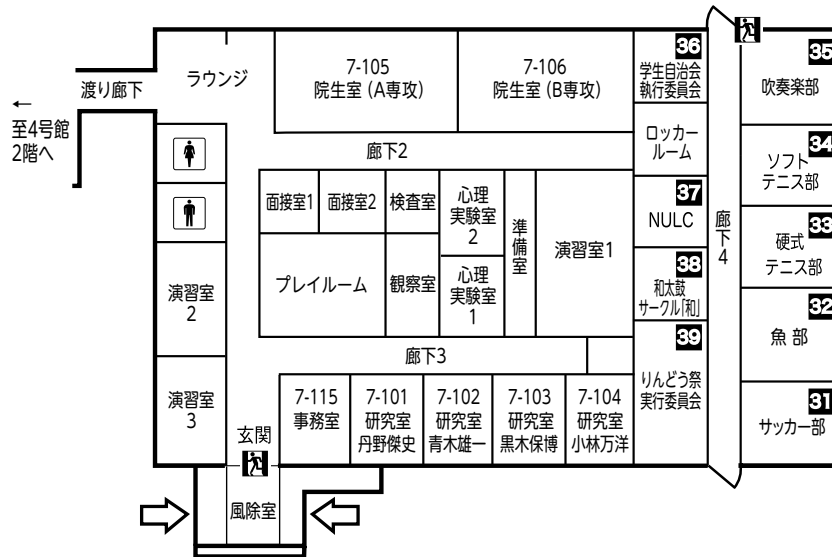 渡り廊下
←
至4号館
2階へ
ラウンジ
7-105
院生室（A専攻）
7-106
院生室（B専攻）
36
学生自治会
執行委員会
35
吹奏楽部
廊下2
ロッカー
ルーム
34
ソフト
テニス部
面接室1
面接室2
検査室
心理
実験室
2
準備室
演習室1
37
NULC
廊下4
33
硬式
テニス部
演習室
2
プレイルーム
観察室
心理
実験室
1
38
和太鼓
サークル「和」
32
魚部
廊下3
39
りんどう祭
実行委員会
演習室
3
7-115
事務室
7-101
研究室
丹野傑史
7-102
研究室
青木雄一
7-103
研究室
黒木保博
7-104
研究室
小林万洋
31
サッカー部
玄関
風除室